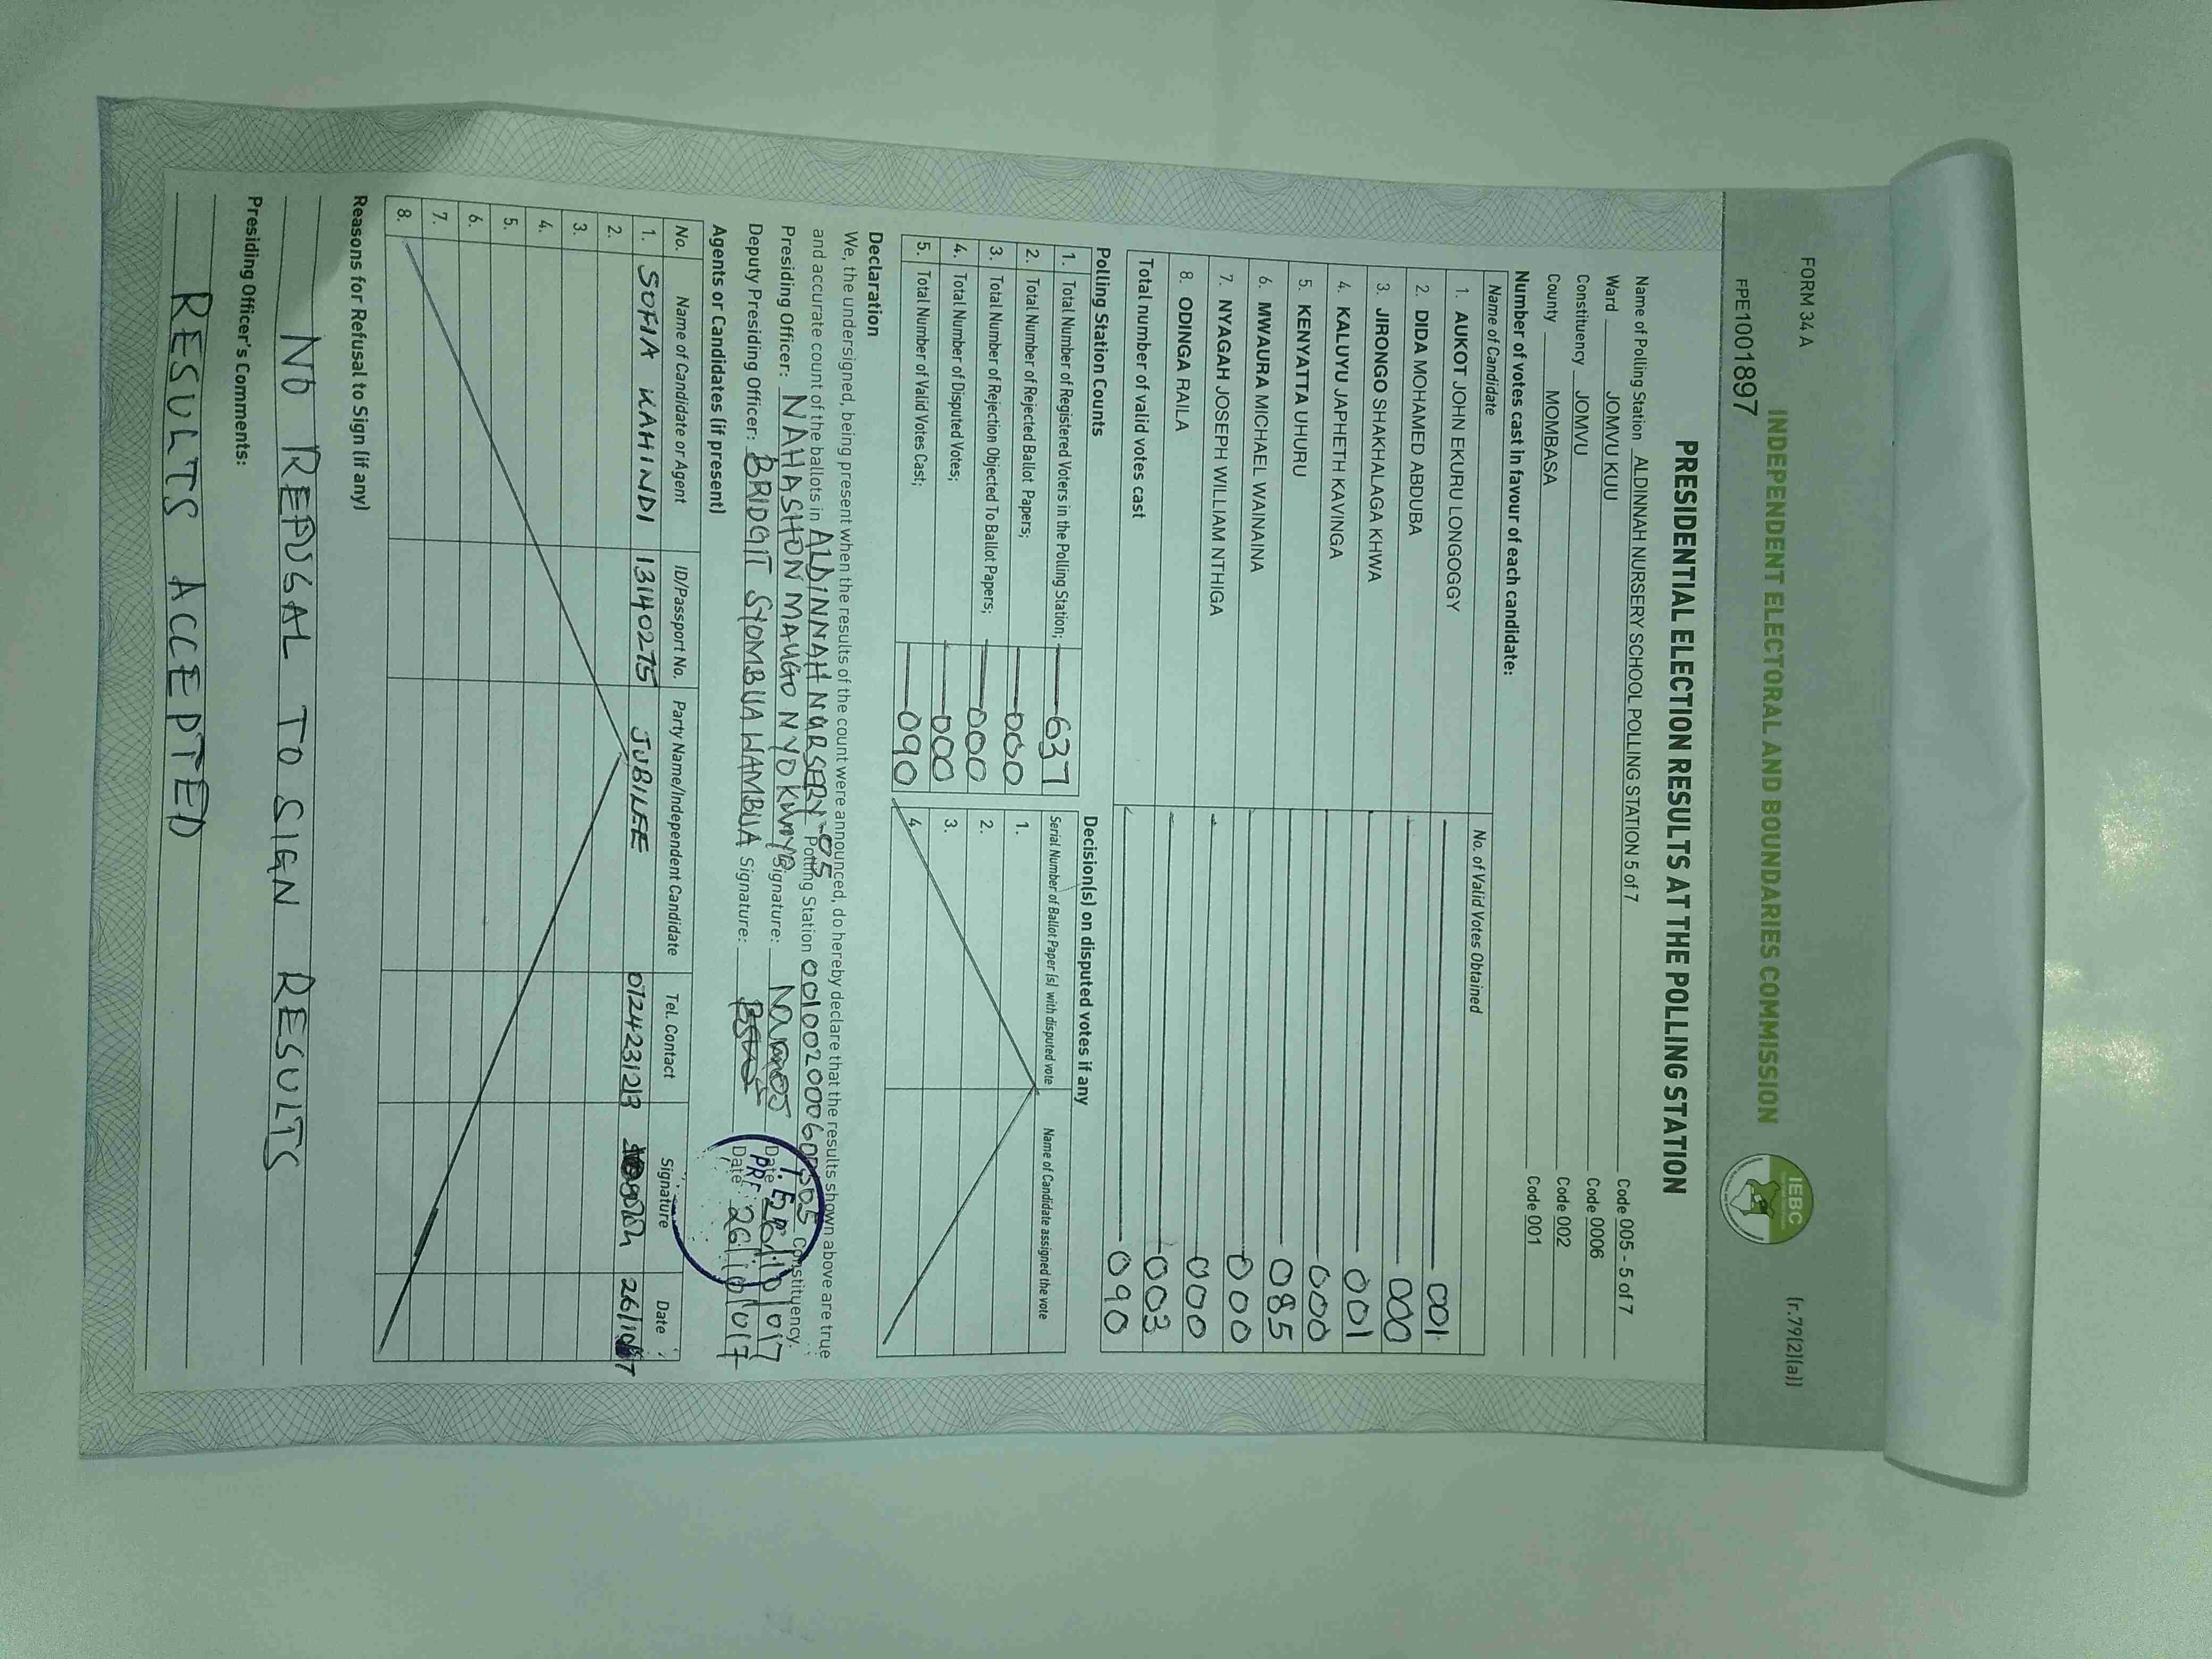 FORM 34 A
(r.79(2)(a))
INDEPENDENT ELECTORAL AND BOUNDARIES COMMISSION
IEBC
FPE1001897
PRESIDENTIAL ELECTION RESULTS AT THE POLLING STATION
Name of Polling Station ALDINNAH NURSERY SCHOOL POLLING STATION 5 of 7 Code 005 - 5 of 7
Ward JOMVU KUU Code 0006
Constituency JOMVU Code 002
County MOMBASA Code 001
Number of votes cast in favour of each candidate:
Name of Candidate No. of Valid Votes Obtained
1. AUKOT JOHN EKURU LONGOGGY 001
2. DIDA MOHAMED ABDUBA 000
3. JIRONGO SHAKHALAGA KHWA 001
4. KALUYU JAPHETH KAVINGA 000
5. KENYATTA UHURU 085
6. MWAURA MICHAEL WAINAINA 000
7. NYAGAH JOSEPH WILLIAM NTHIGA 000
8. ODINGA RAILA 003
Total number of valid votes cast 090
Polling Station Counts
1. Total Number of Registered Voters in the Polling Station; 637
2. Total Number of Rejected Ballot Papers; 000
3. Total Number of Rejection Objected To Ballot Papers; 000
4. Total Number of Disputed Votes; 000
5. Total Number of Valid Votes Cast; 090
Decision(s) on disputed votes if any
Serial Number of Ballot Paper (s) with disputed vote Name of Candidate assigned the vote
1.
2.
3.
4.
Declaration
We, the undersigned, being present when the results of the count were announced, do hereby declare that the results shown above are true
and accurate count of the ballots in ALDINNAH NURSERY-05 Polling Station Constituency.
Presiding Officer: NAHASHON MAUGO Signature: Date: 26/10/017
Deputy Presiding Officer: BRIDGIT SYOMBUA WAMBUA Signature: Date: 26/10/017
Agents or Candidates (if present)
No. Name of Candidate or Agent ID/Passport No. Party Name/Independent Candidate Tel. Contact Signature Date
1. SOFIA KAHINDI 13140275 JUBILEE
2.
3.
4.
5.
6.
7.
8.
Reasons for Refusal to Sign (if any)
NO REFUSAL TO SIGN RESULTS
Presiding Officer's Comments:
RESULTS ACCEPTED